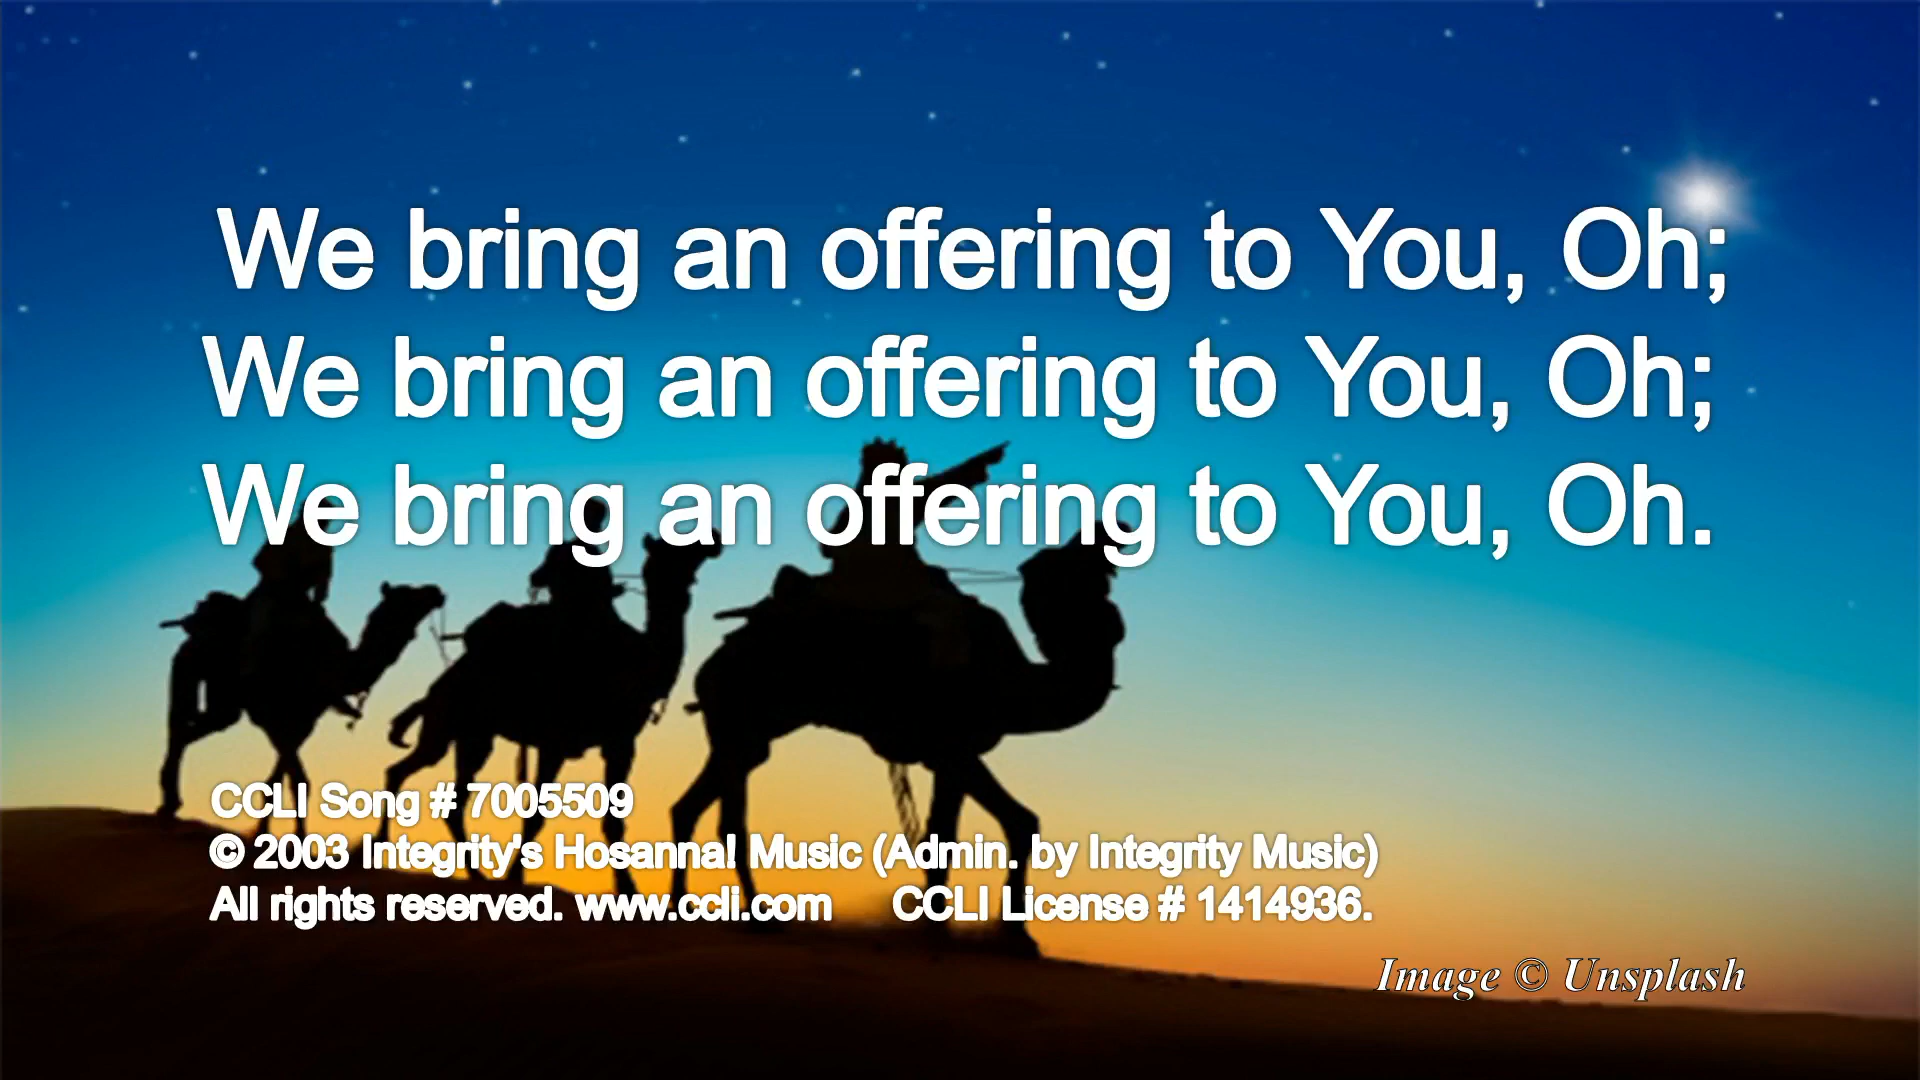 We bring an offering to You, Oh;
We bring an offering to You, Oh;
We bring an offering to You, Oh.
CCLI Song # 7005509
© 2003 Integrity's Hosanna! Music (Admin. by Integrity Music)
All rights reserved. www.ccli.com CCLI License # 1414936.
Image © Unsplash